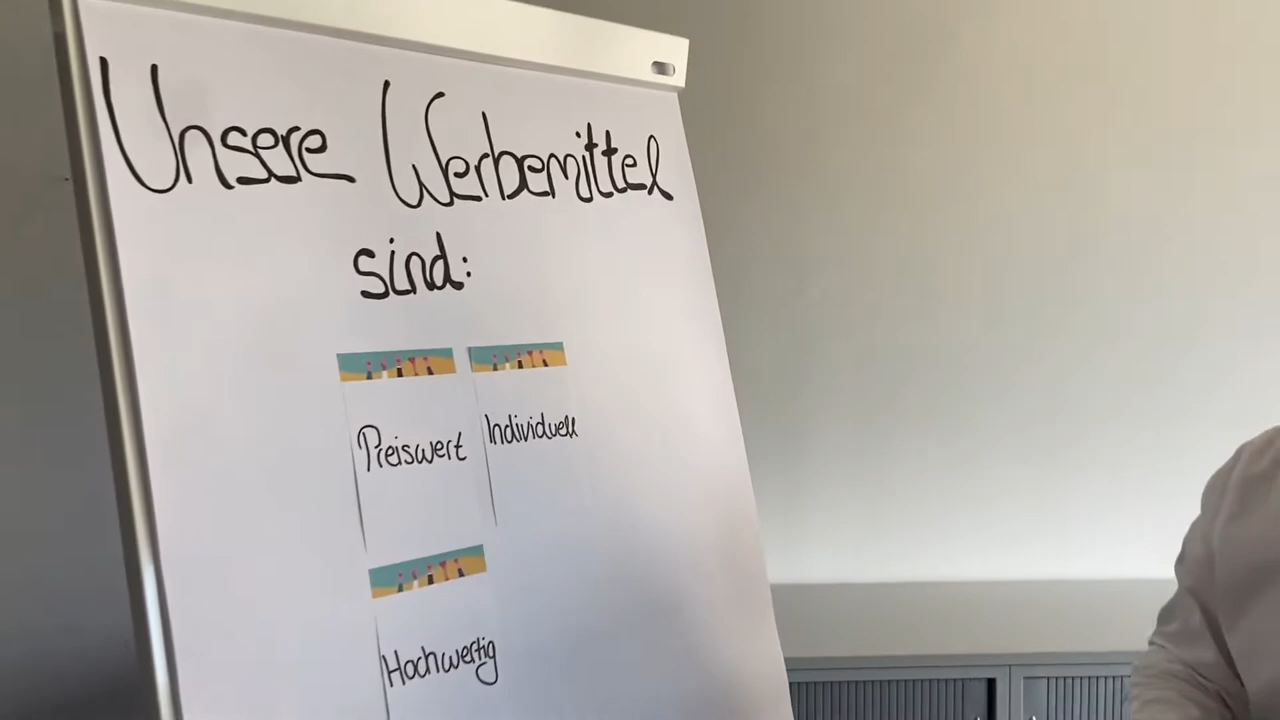 Unsere Werbemittel
sind:
Preiswert
Individuell
Hochwertig